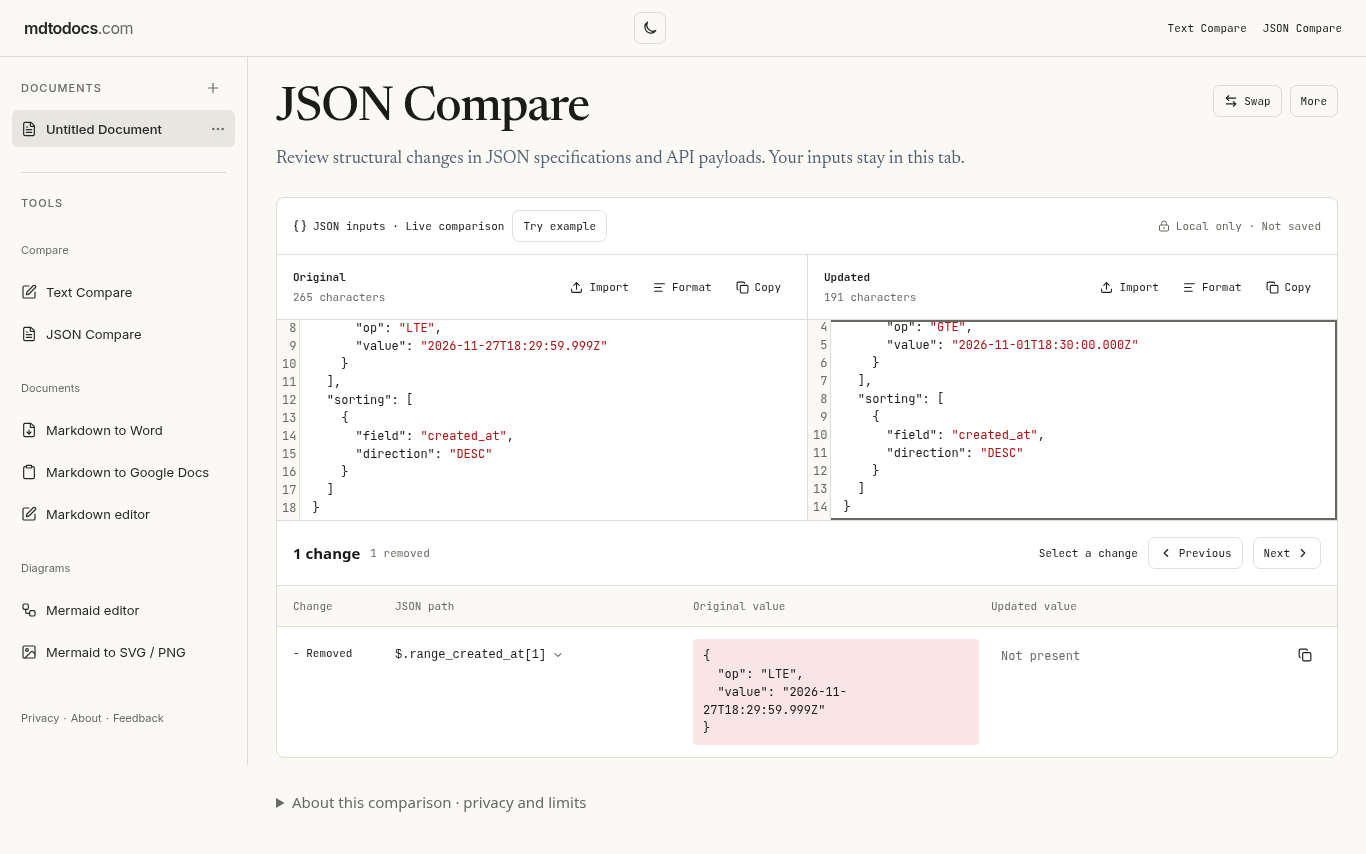 mdtodocs.com
Text Compare
JSON Compare
DOCUMENTS
Untitled Document
TOOLS
Compare
Text Compare
JSON Compare
Documents
Markdown to Word
Markdown to Google Docs
Markdown editor
Diagrams
Mermaid editor
Mermaid to SVG / PNG
Privacy · About · Feedback
JSON Compare
Swap
More
Review structural changes in JSON specifications and API payloads. Your inputs stay in this tab.
{} JSON inputs · Live comparison
Try example
Local only · Not saved
Original
265 characters
Import
Format
Copy
8 "op": "LTE",
9 "value": "2026-11-27T18:29:59.999Z"
10 }
11 ],
12 "sorting": [
13 {
14 "field": "created_at",
15 "direction": "DESC"
16 }
17 ]
18 }
Updated
191 characters
Import
Format
Copy
4 "op": "GTE",
5 "value": "2026-11-01T18:30:00.000Z"
6 }
7 ],
8 "sorting": [
9 {
10 "field": "created_at",
11 "direction": "DESC"
12 }
13 ]
14 }
1 change 1 removed
Select a change
Previous
Next
Change
JSON path
Original value
Updated value
- Removed
$.range_created_at[1]
{
"op": "LTE",
"value": "2026-11-
27T18:29:59.999Z"
}
Not present
About this comparison · privacy and limits